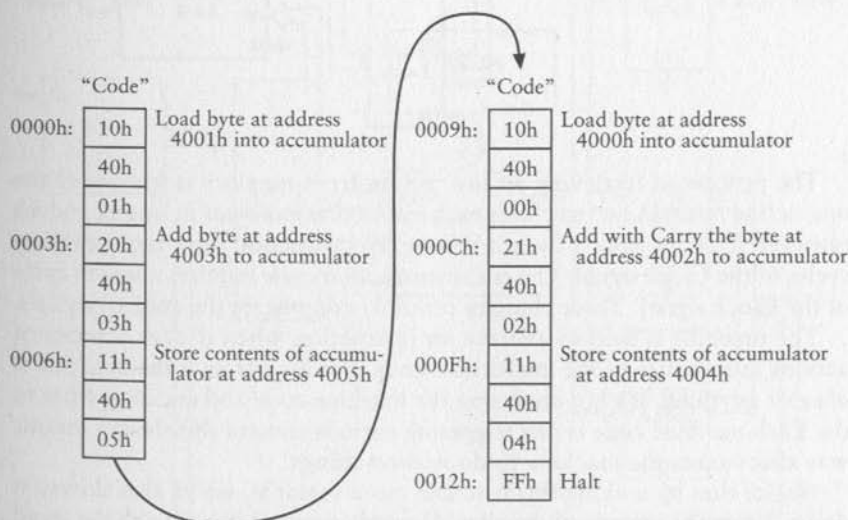 "Code"
0000h: 10h Load byte at address
4001h into accumulator
40h
01h
0003h: 20h Add byte at address
4003h to accumulator
40h
03h
0006h: 11h Store contents of accumu-
lator at address 4005h
40h
05h
"Code"
0009h: 10h Load byte at address
4000h into accumulator
40h
00h
000Ch: 21h Add with Carry the byte at
address 4002h to accumulator
40h
02h
000Fh: 11h Store contents of accumulator
at address 4004h
40h
04h
0012h: FFh Halt